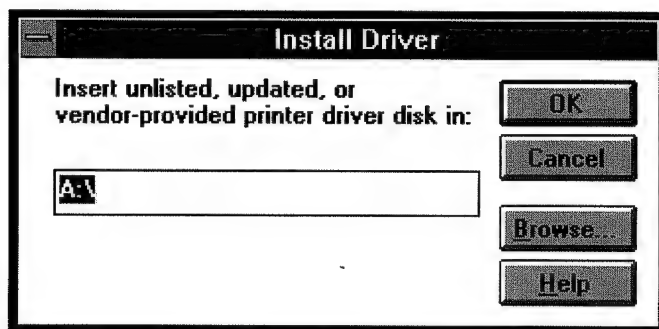 Install Driver
Insert unlisted, updated, or
vendor-provided printer driver disk in:
A:\
OK
Cancel
Browse...
Help